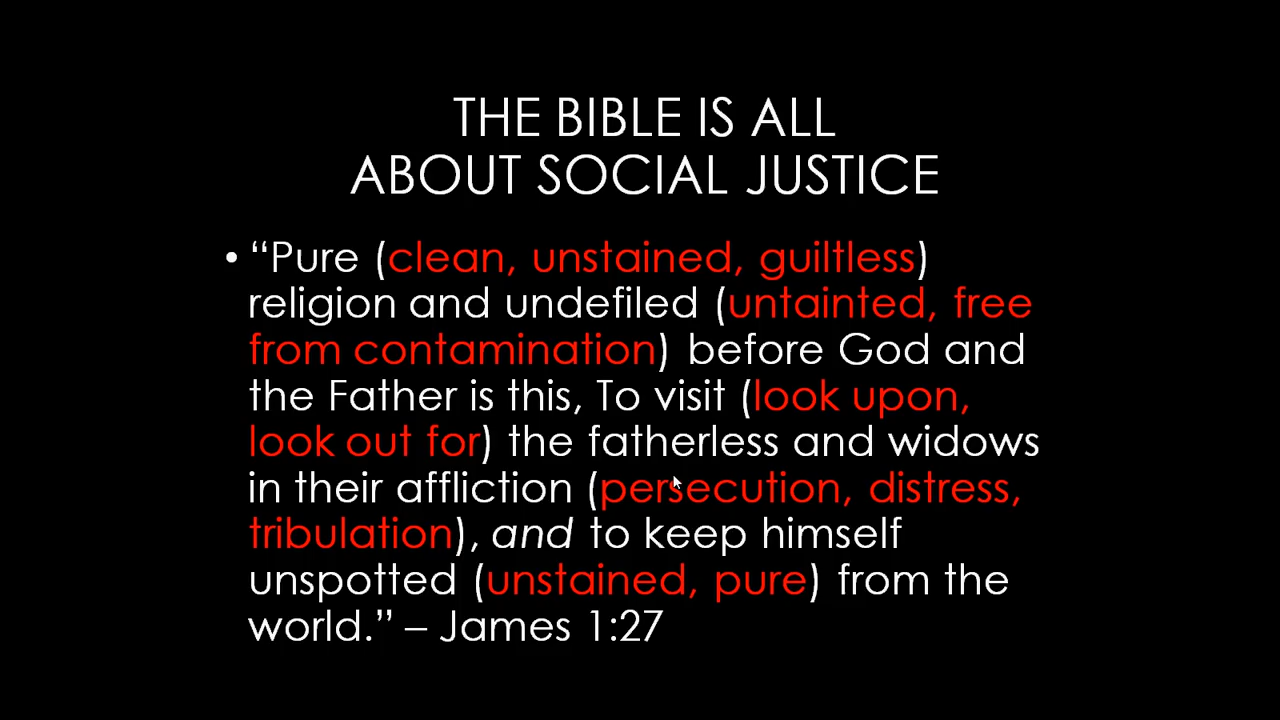 THE BIBLE IS ALL
ABOUT SOCIAL JUSTICE
• “Pure (clean, unstained, guiltless)
religion and undefiled (untainted, free
from contamination) before God and
the Father is this, To visit (look upon,
look out for) the fatherless and widows
in their affliction (persecution, distress,
tribulation), and to keep himself
unspotted (unstained, pure) from the
world.” – James 1:27